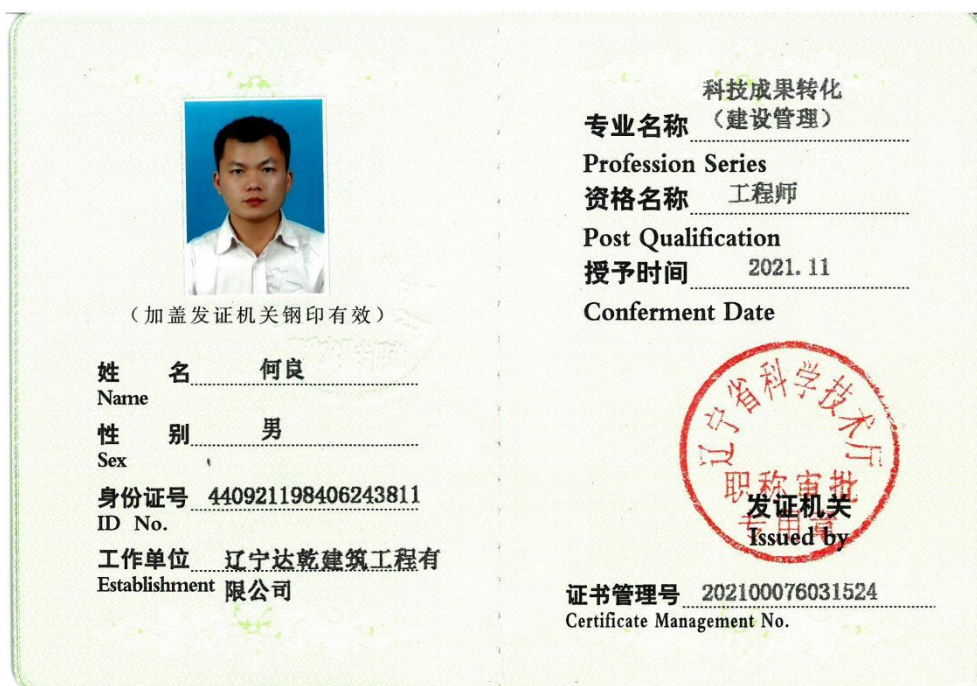 （加盖发证机关钢印有效）
姓 名 何良
Name
性 别 男
Sex
身份证号 440921198406243811
ID No.
工作单位 辽宁达乾建筑工程有
Establishment 限公司
科技成果转化
专业名称 （建设管理）
Profession Series
资格名称 工程师
Post Qualification
授予时间 2021.11
Conferment Date
辽宁省科学技术厅
职称审批
专用章
发证机关
Issued by
证书管理号 202100076031524
Certificate Management No.